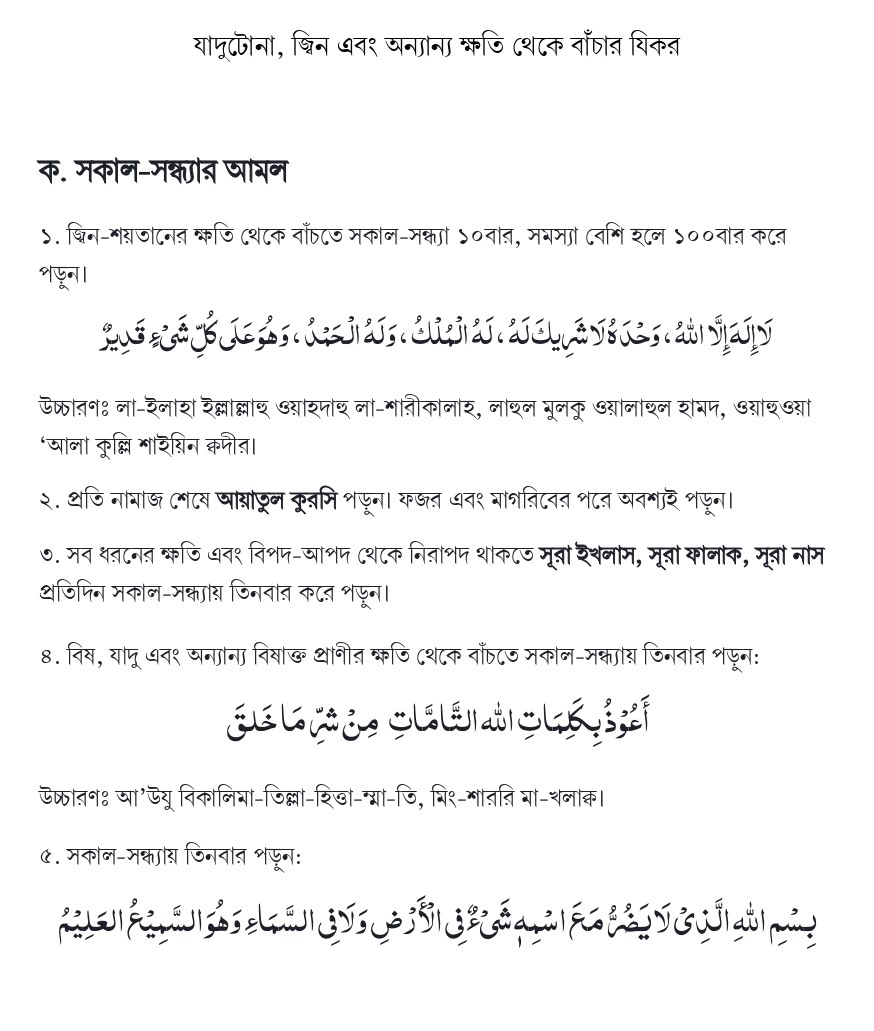 যাদুটোনা, জ্বিন এবং অন্যান্য ক্ষতি থেকে বাঁচার যিকর
ক. সকাল-সন্ধ্যার আমল
১. জ্বিন-শয়তানের ক্ষতি থেকে বাঁচতে সকাল-সন্ধ্যা ১০বার, সমস্যা বেশি হলে ১০০বার করে
পড়ুন।
لَا إِلَهَ إِلَّا اللهُ، وَحْدَهُ لَا شَرِيكَ لَهُ، لَهُ الْمُلْكُ، وَلَهُ الْحَمْدُ، وَهُوَ عَلَى كُلِّ شَىْءٍ قَدِيرٌ
উচ্চারণঃ লা-ইলাহা ইল্লাল্লাহু ওয়াহদাহু লা-শারীকালাহ, লাহুল মুলকু ওয়ালাহুল হামদ, ওয়াহুওয়া
‘আলা কুল্লি শাইয়িন ক্বদীর।
২. প্রতি নামাজ শেষে আয়াতুল কুরসি পড়ুন। ফজর এবং মাগরিবের পরে অবশ্যই পড়ুন।
৩. সব ধরনের ক্ষতি এবং বিপদ-আপদ থেকে নিরাপদ থাকতে সূরা ইখলাস, সূরা ফালাক, সূরা নাস
প্রতিদিন সকাল-সন্ধ্যায় তিনবার করে পড়ুন।
৪. বিষ, যাদু এবং অন্যান্য বিষাক্ত প্রাণীর ক্ষতি থেকে বাঁচতে সকাল-সন্ধ্যায় তিনবার পড়ুন:
أَعُوْذُ بِكَلِمَاتِ الله التَّامَّاتِ مِنْ شَرِّ مَا خَلقَ
উচ্চারণঃ আ’উযু বিকালিমা-তিল্লা-হিত্তা-ম্মা-তি, মিং-শাররি মা-খলাক্ব।
৫. সকাল-সন্ধ্যায় তিনবার পড়ুন:
بِسْمِ اللهِ الَّذِىْ لَا يَضُرُّ مَعَ اسْمِهٖ شَىْءٌ فِى الْأَرْضِ وَلَا فِى السَّمَاءِ وَهُوَ السَّمِيْعُ العَلِيْمُ